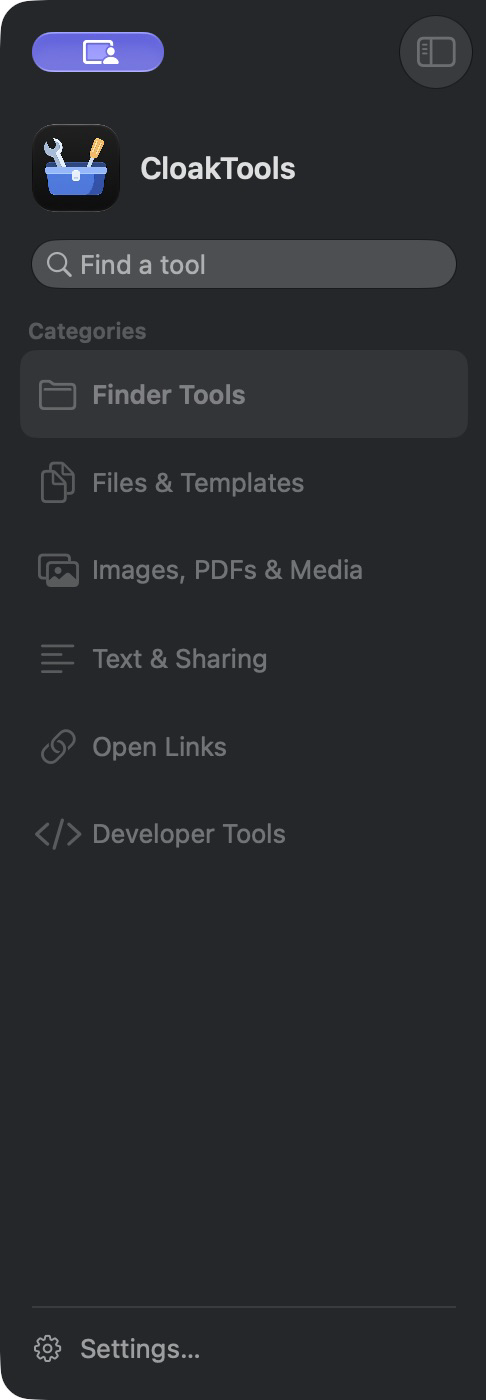 CloakTools
Find a tool
Categories
Finder Tools
Files & Templates
Images, PDFs & Media
Text & Sharing
Open Links
Developer Tools
Settings...